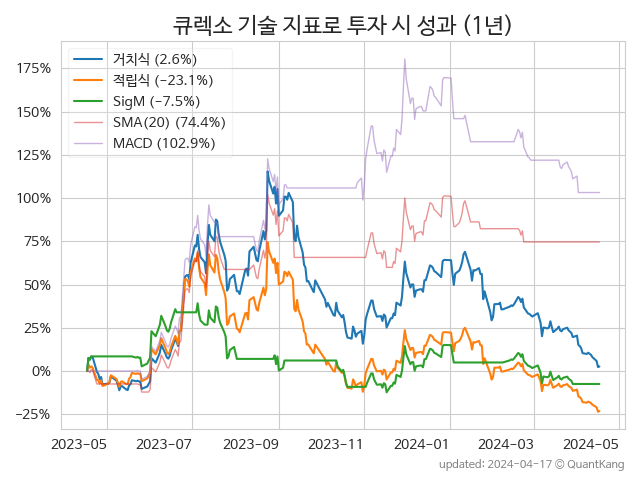 큐렉소 기술 지표로 투자 시 성과 (1년)
거치식 (2.6%)
적립식 (−23.1%)
SigM (−7.5%)
SMA(20) (74.4%)
MACD (102.9%)
175%
150%
125%
100%
75%
50%
25%
0%
−25%
2023-05 2023-07 2023-09 2023-11 2024-01 2024-03 2024-05
updated: 2024-04-17 © QuantKang